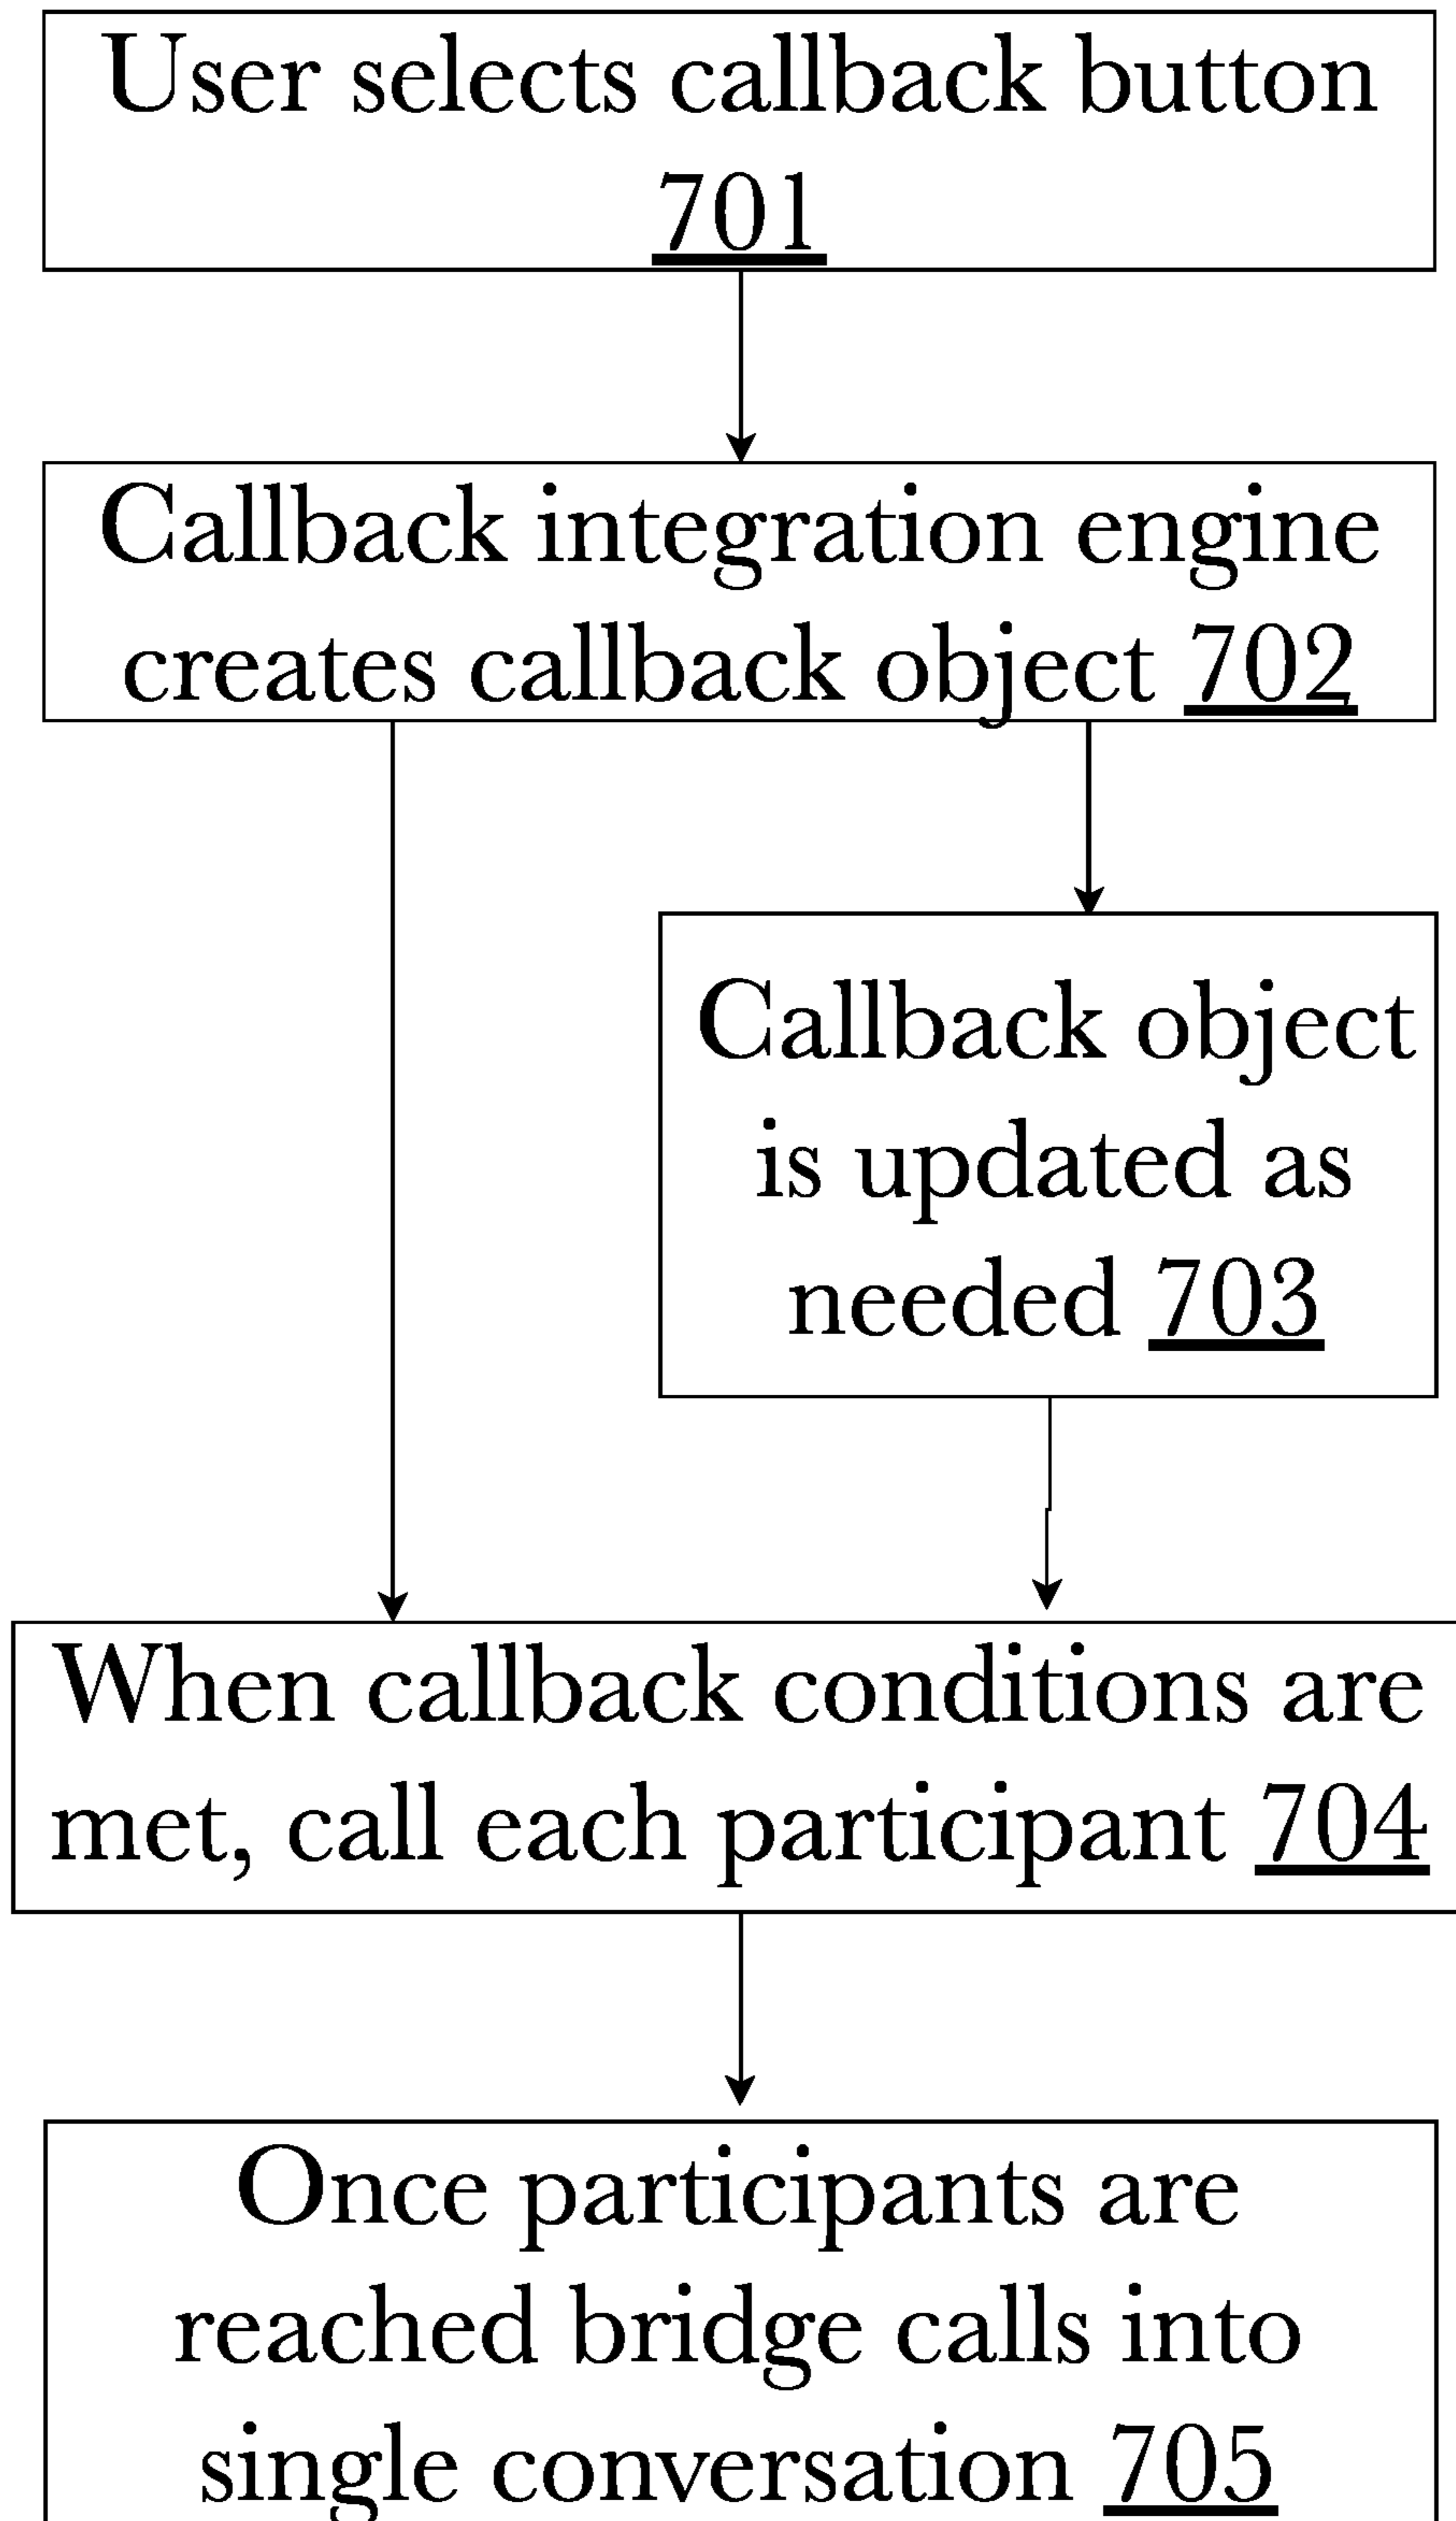 User selects callback button
701
Callback integration engine
creates callback object 702
Callback object
is updated as
needed 703
When callback conditions are
met, call each participant 704
Once participants are
reached bridge calls into
single conversation 705